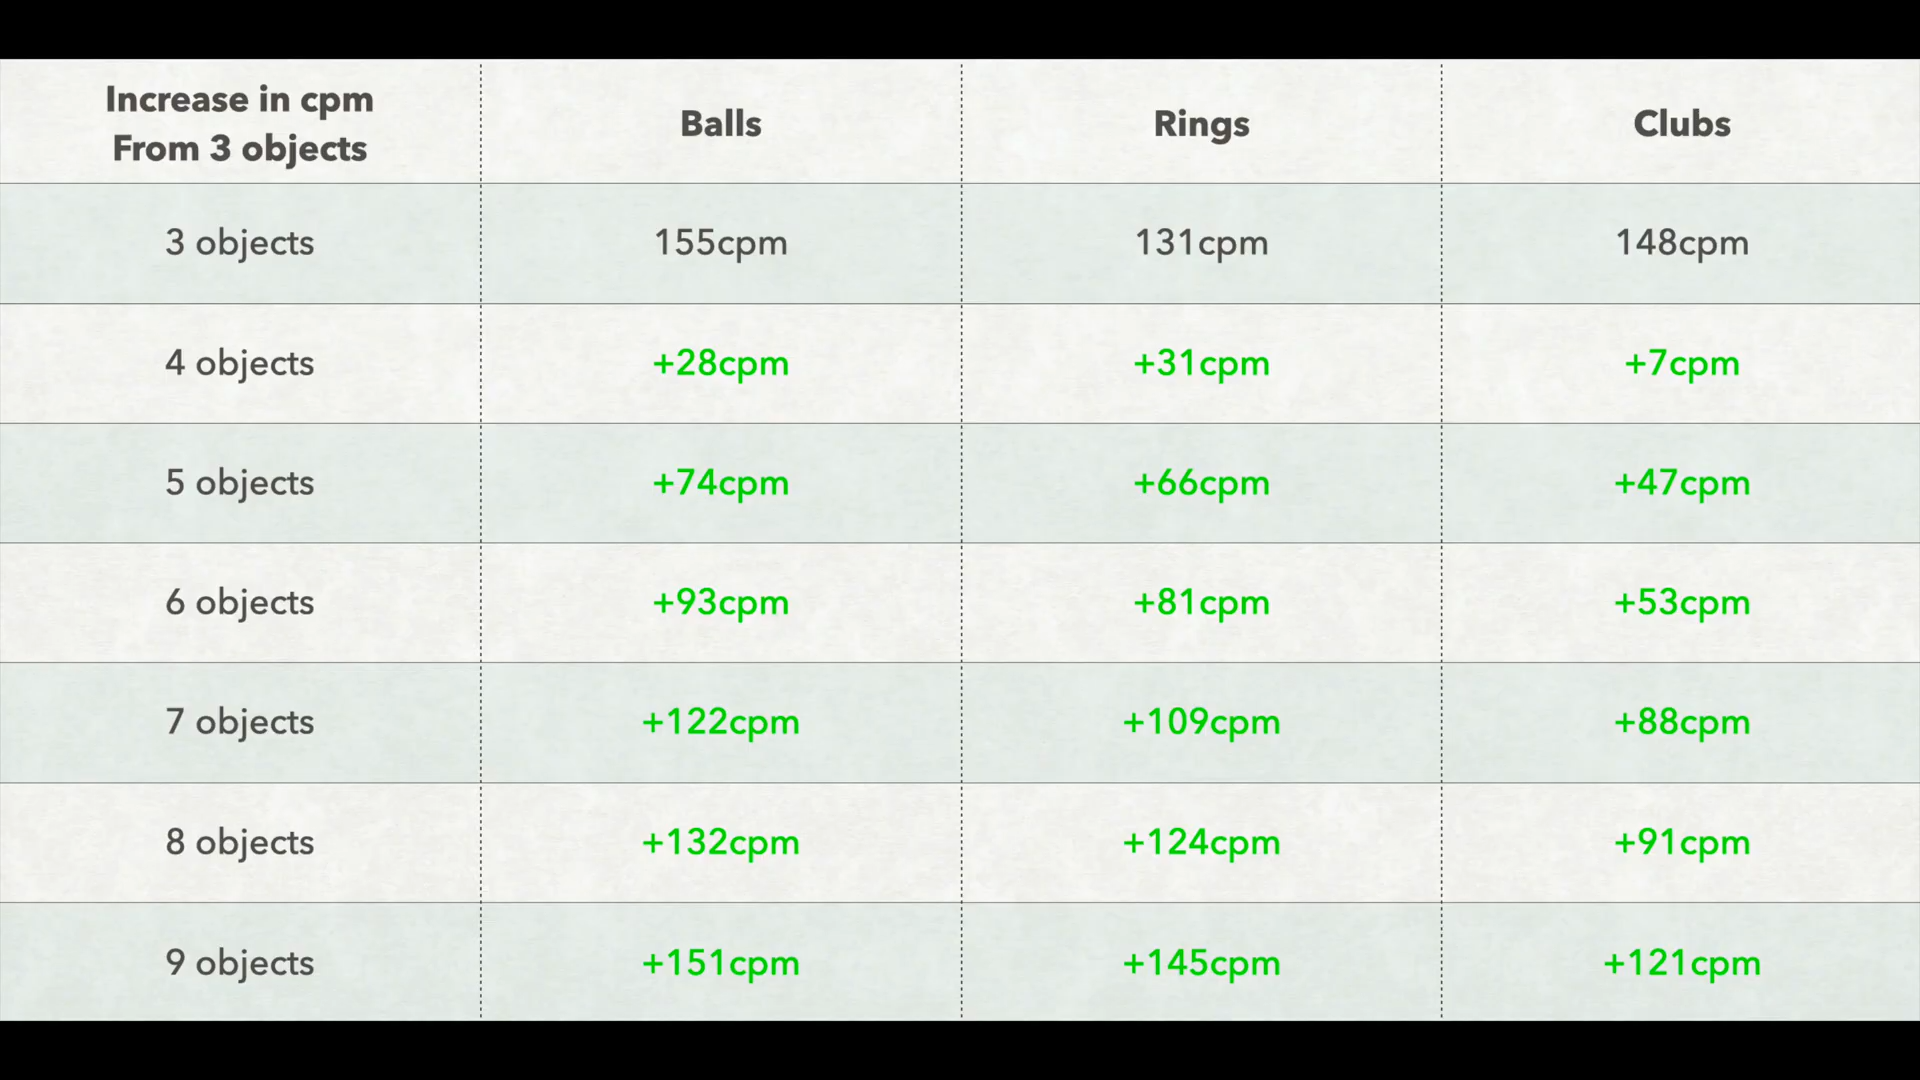 Increase in cpm
From 3 objects
Balls
Rings
Clubs
3 objects
155cpm
131cpm
148cpm
4 objects
+28cpm
+31cpm
+7cpm
5 objects
+74cpm
+66cpm
+47cpm
6 objects
+93cpm
+81cpm
+53cpm
7 objects
+122cpm
+109cpm
+88cpm
8 objects
+132cpm
+124cpm
+91cpm
9 objects
+151cpm
+145cpm
+121cpm